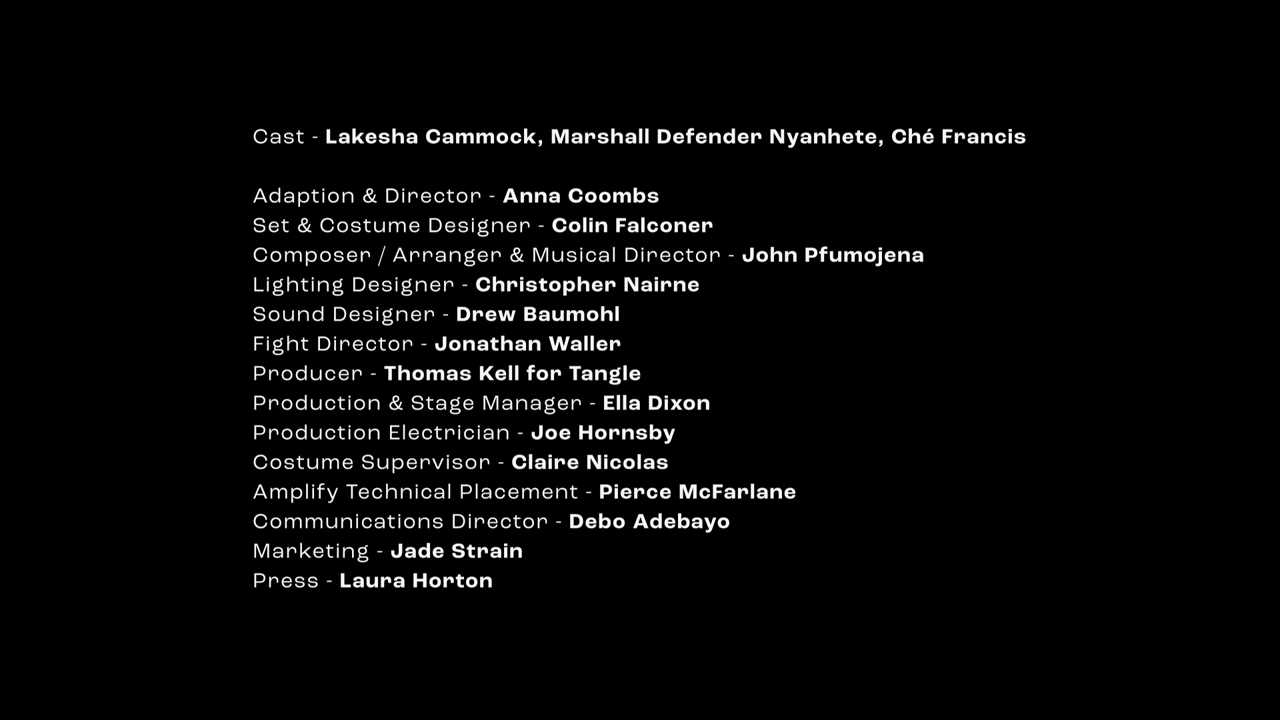 Cast - Lakesha Cammock, Marshall Defender Nyanhete, Ché Francis
Adaption & Director - Anna Coombs
Set & Costume Designer - Colin Falconer
Composer / Arranger & Musical Director - John Pfumojena
Lighting Designer - Christopher Nairne
Sound Designer - Drew Baumohl
Fight Director - Jonathan Waller
Producer - Thomas Kell for Tangle
Production & Stage Manager - Ella Dixon
Production Electrician - Joe Hornsby
Costume Supervisor - Claire Nicolas
Amplify Technical Placement - Pierce McFarlane
Communications Director - Debo Adebayo
Marketing - Jade Strain
Press - Laura Horton